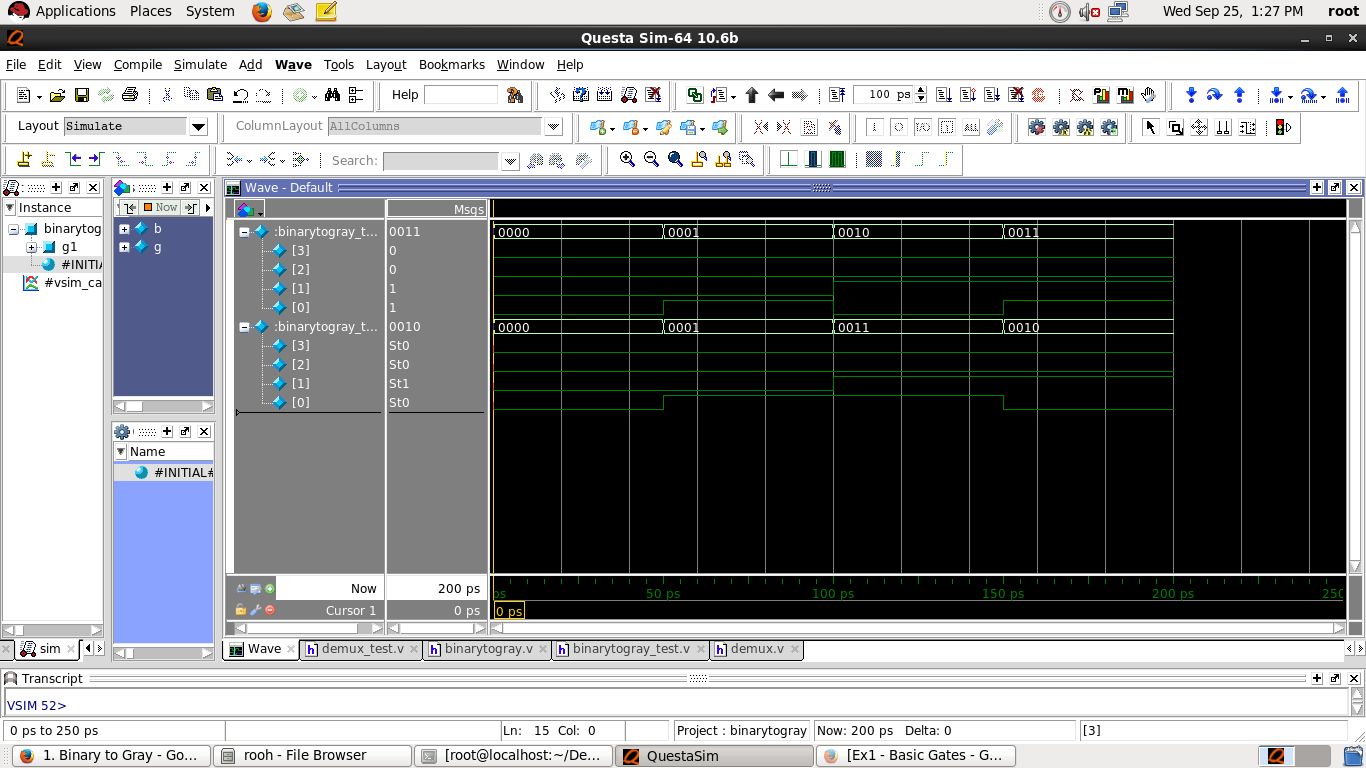 Applications Places System Wed Sep 25, 1:27 PM root
Questa Sim-64 10.6b
File Edit View Compile Simulate Add Wave Tools Layout Bookmarks Window Help
Help 100 ps
Layout Simulate ColumnLayout AllColumns
Search:
Wave - Default
Instance
Now
Msgs
binarytog
g1
#INITIA
#vsim_ca
b
g
:binarytogray_t... 0011 0000 0001 0010 0011
[3] 0
[2] 0
[1] 1
[0] 1
:binarytogray_t... 0010 0000 0001 0011 0010
[3] St0
[2] St0
[1] St1
[0] St0
Name
#INITIAL#
Now 200 ps ps 50 ps 100 ps 150 ps 200 ps 250
Cursor 1 0 ps 0 ps
sim Wave demux_test.v binarytogray.v binarytogray_test.v demux.v
Transcript
VSIM 52>
0 ps to 250 ps Ln: 15 Col: 0 Project : binarytogray Now: 200 ps Delta: 0 [3]
1. Binary to Gray - Go... rooh - File Browser [root@localhost:~/De... QuestaSim [Ex1 - Basic Gates - G...